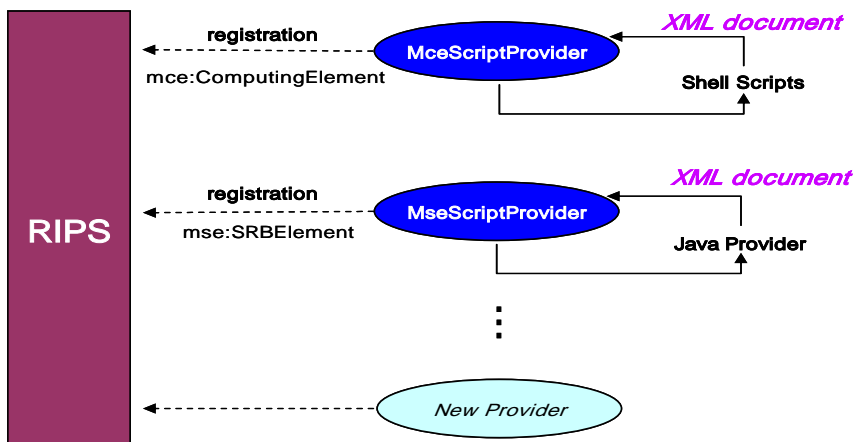 XML document
registration
MceScriptProvider
mce:ComputingElement
Shell Scripts
XML document
registration
MseScriptProvider
RIPS
mse:SRBElement
Java Provider
New Provider